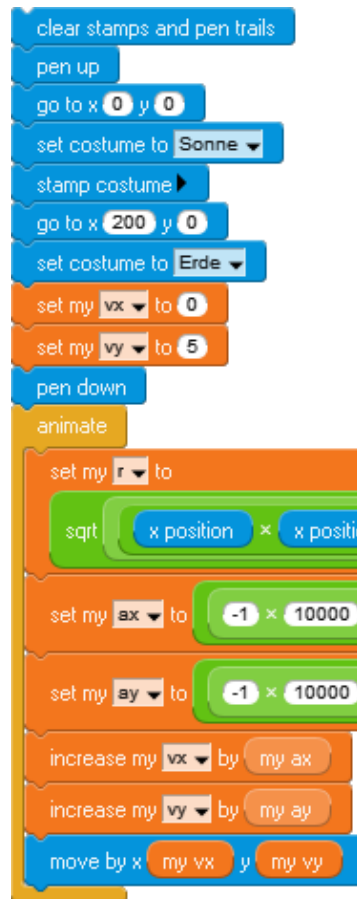 clear stamps and pen trails
pen up
go to x 0 y 0
set costume to Sonne
stamp costume
go to x 200 y 0
set costume to Erde
set my vx to 0
set my vy to 5
pen down
animate
set my r to
sqrt x position × x positi
set my ax to -1 × 10000
set my ay to -1 × 10000
increase my vx by my ax
increase my vy by my ay
move by x my vx y my vy